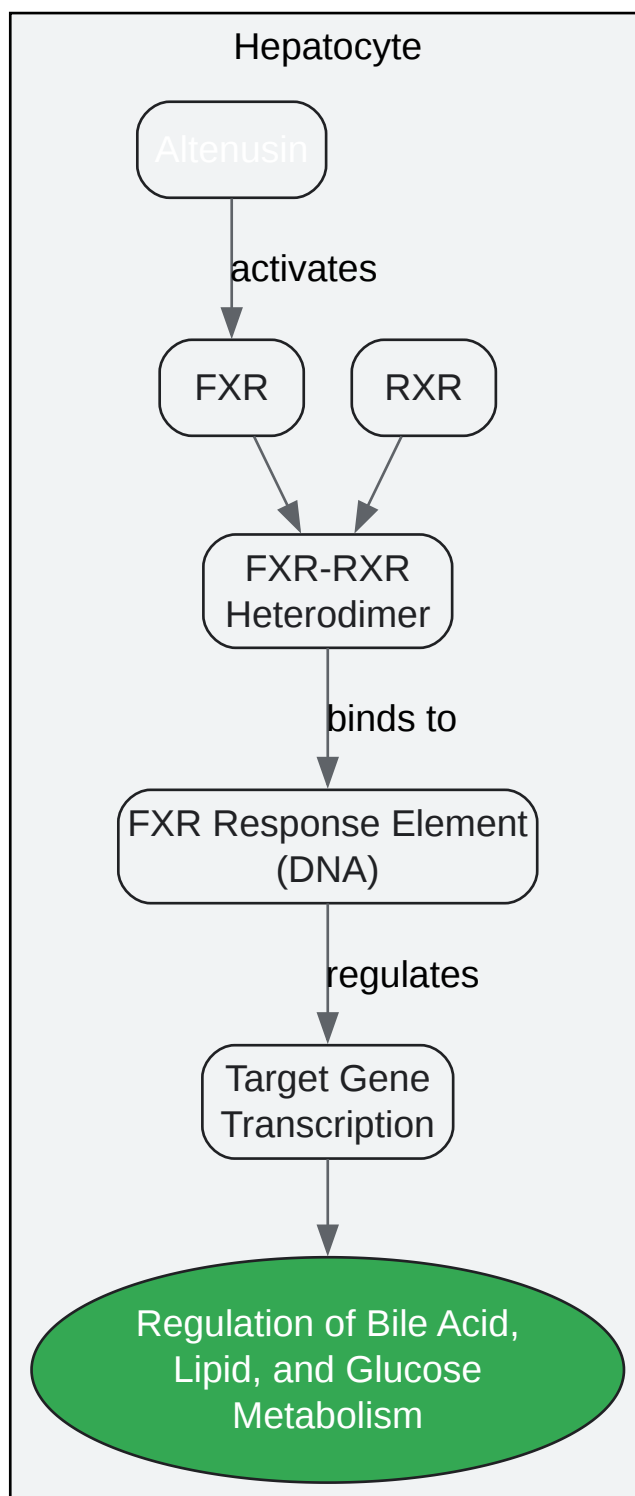 Hepatocyte
Altenusin
activates
FXR
RXR
FXR-RXR
Heterodimer
binds to
FXR Response Element
(DNA)
regulates
Target Gene
Transcription
Regulation of Bile Acid,
Lipid, and Glucose
Metabolism